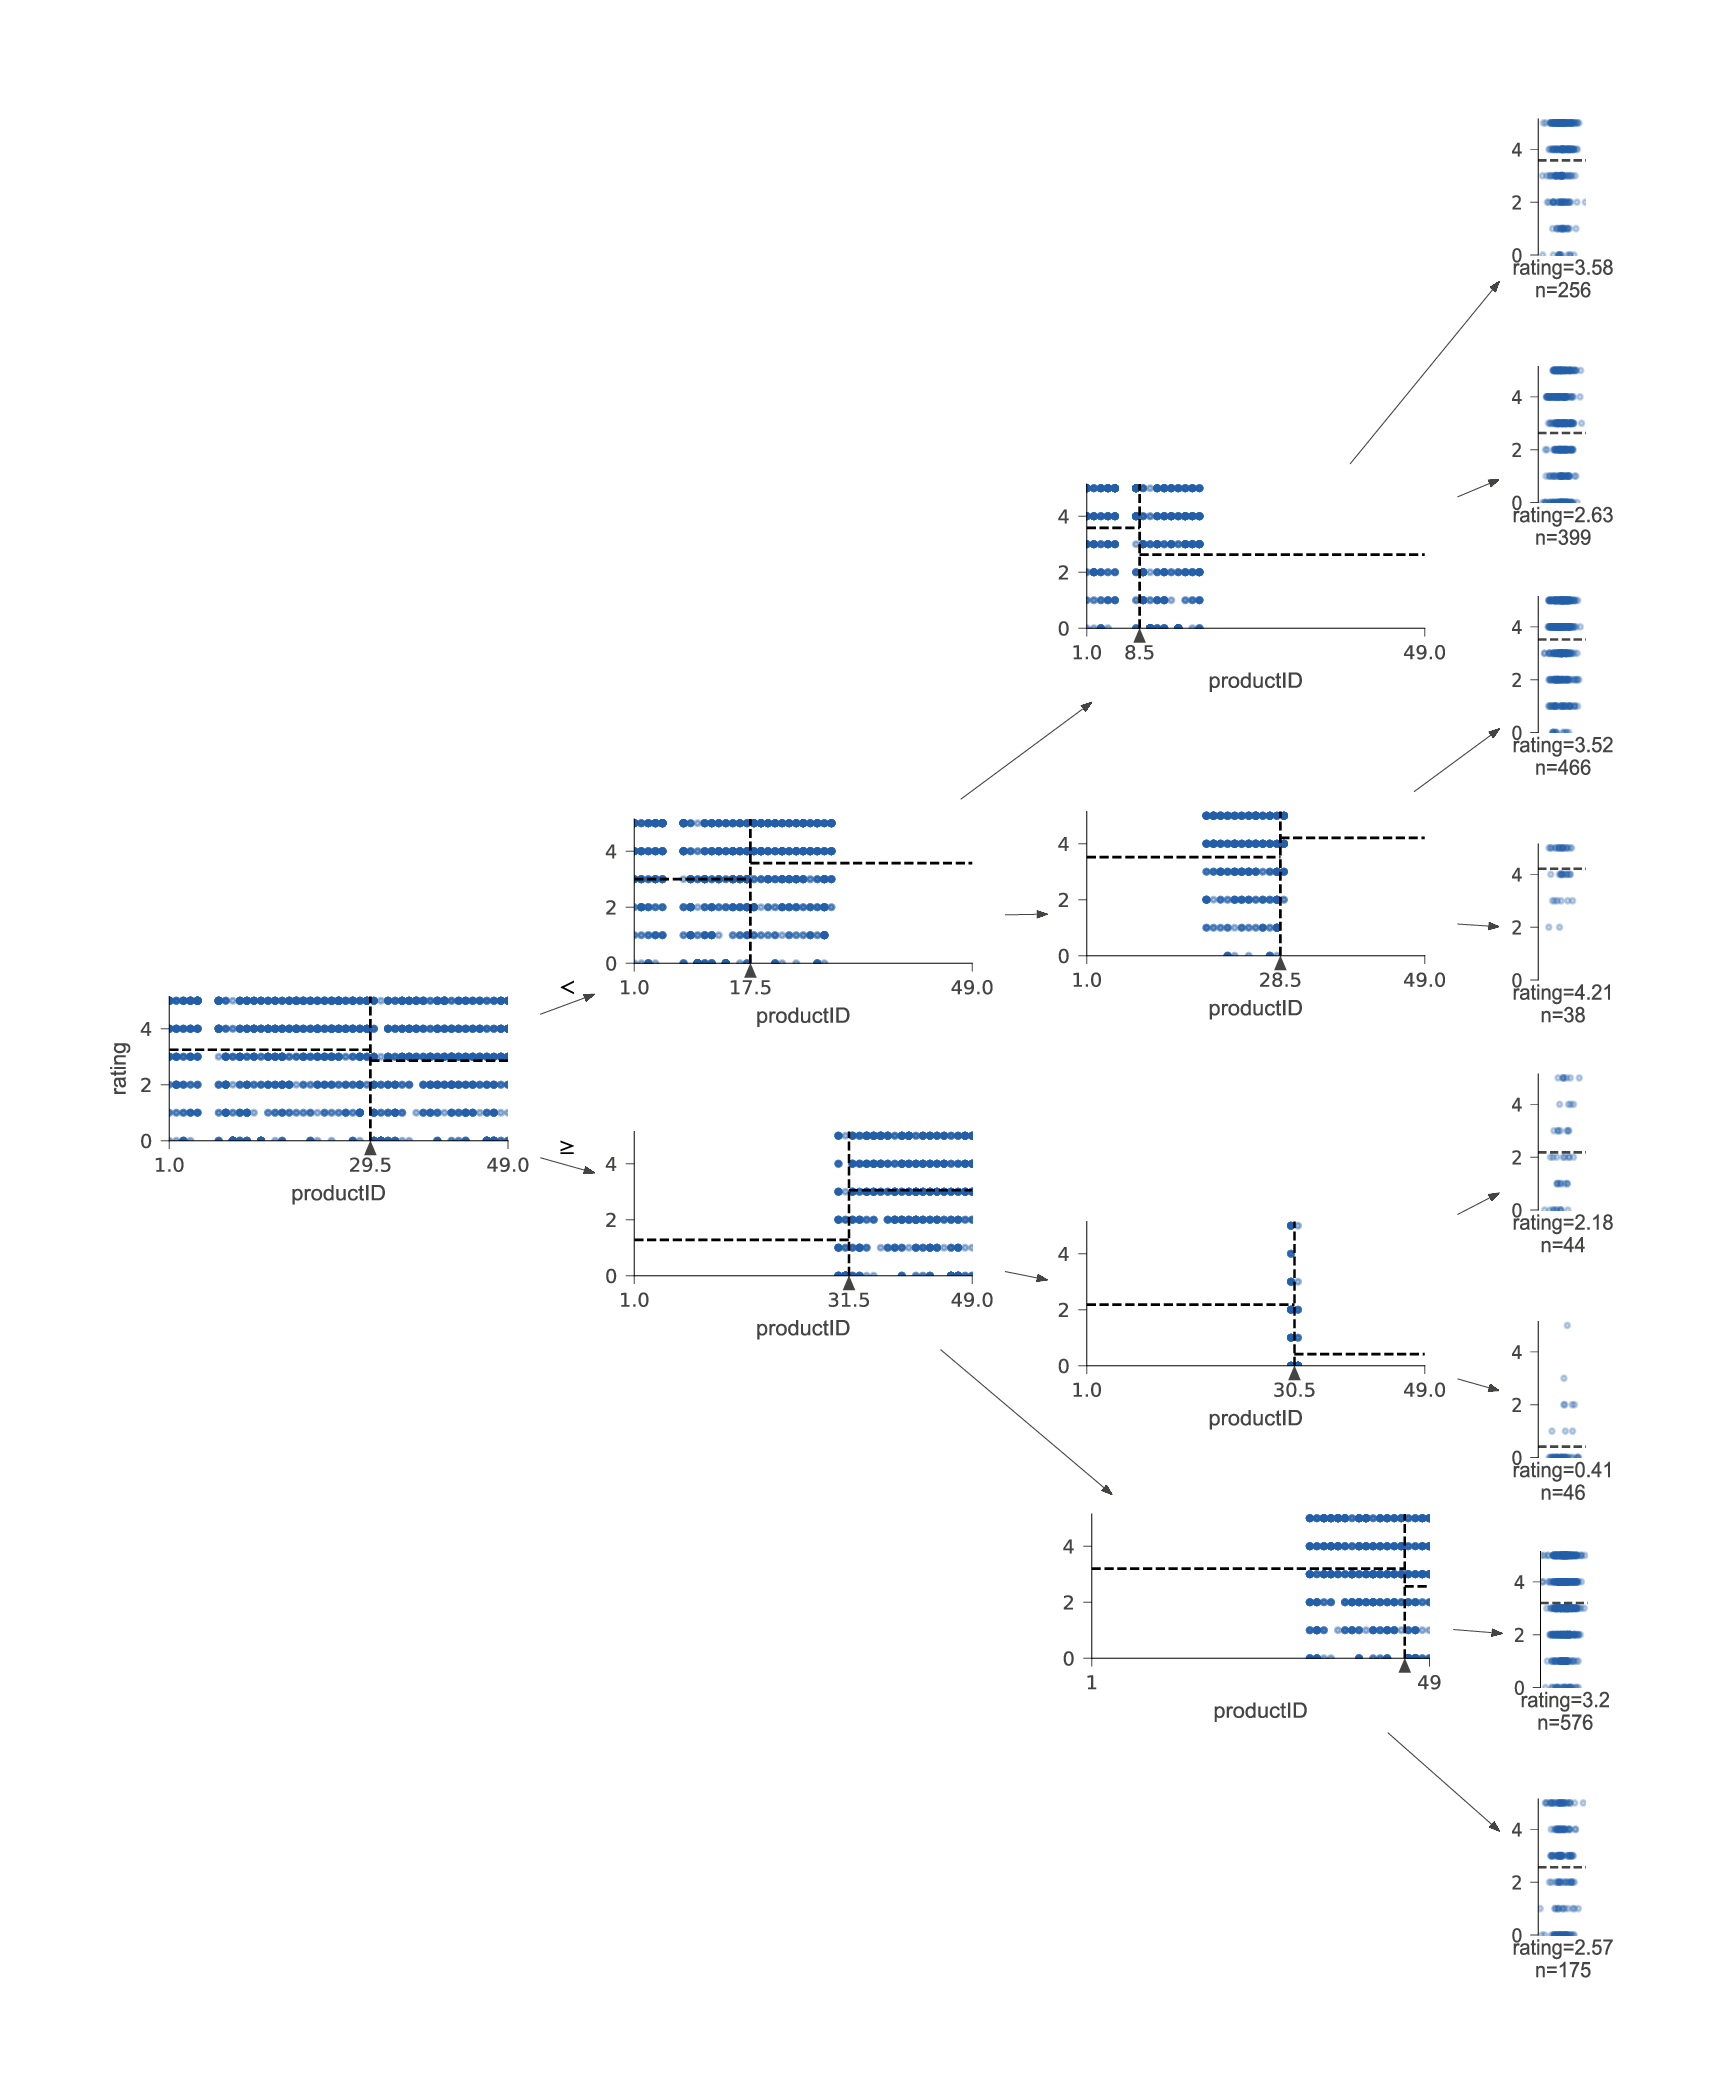 4
2
0
rating=3.58
n=256
4
2
0
rating=2.63
n=399
4
2
0
1.0 8.5 49.0
productID
4
2
0
rating=3.52
n=466
4
2
0
1.0 17.5 49.0
productID
4
2
0
1.0 28.5 49.0
productID
4
2
0
rating=4.21
n=38
<
rating
4
2
0
1.0 29.5 49.0
productID
≥
4
2
0
1.0 31.5 49.0
productID
4
2
0
rating=2.18
n=44
4
2
0
1.0 30.5 49.0
productID
4
2
0
rating=0.41
n=46
4
2
0
1 49
productID
4
2
0
rating=3.2
n=576
4
2
0
rating=2.57
n=175